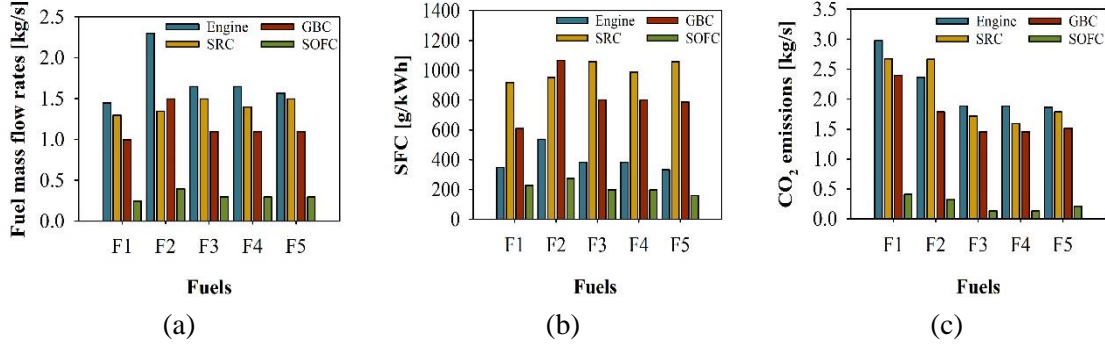 Fuel mass flow rates [kg/s]
2.5
2.0
1.5
1.0
0.5
0.0
Engine GBC
SRC SOFC
F1 F2 F3 F4 F5
Fuels
(a)
SFC [g/kWh]
1400
1200
1000
800
600
400
200
0
Engine GBC
SRC SOFC
F1 F2 F3 F4 F5
Fuels
(b)
CO₂ emissions [kg/s]
3.5
3.0
2.5
2.0
1.5
1.0
0.5
0.0
Engine GBC
SRC SOFC
F1 F2 F3 F4 F5
Fuels
(c)